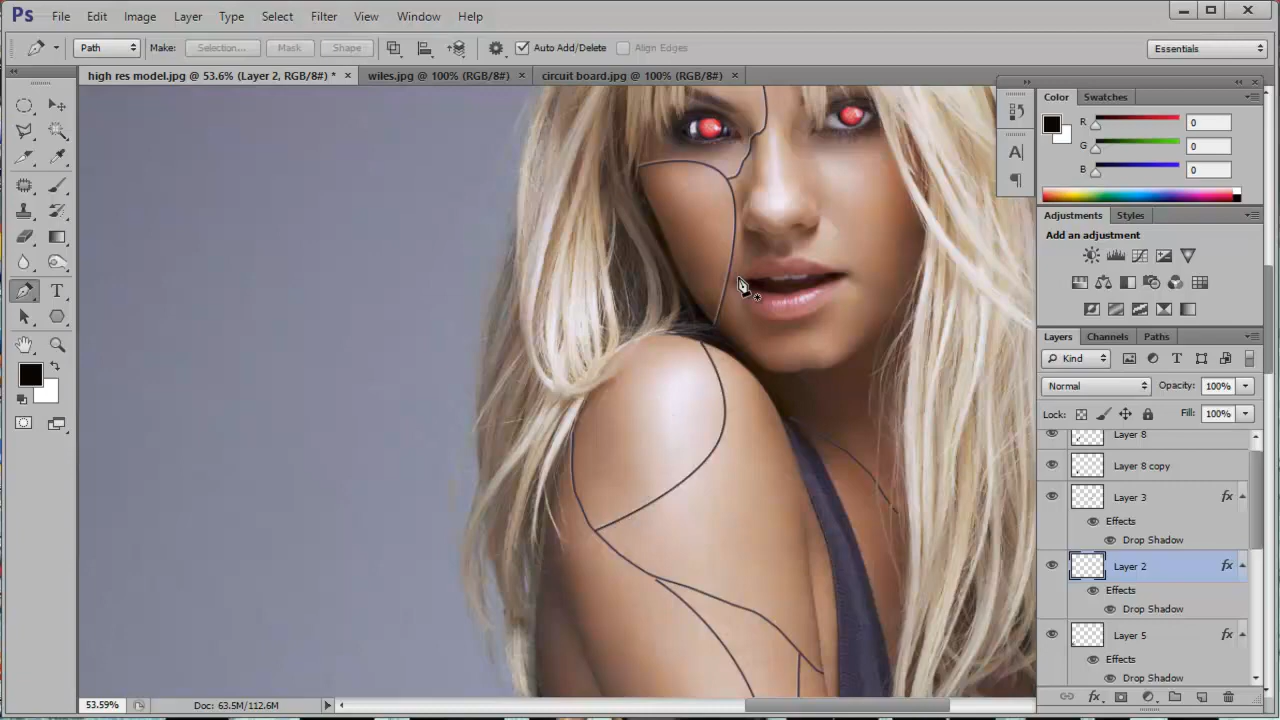 Ps File Edit Image Layer Type Select Filter View Window Help
Path Make: Selection... Mask Shape Auto Add/Delete Align Edges Essentials
high res model.jpg @ 53.6% (Layer 2, RGB/8#) * × wiles.jpg @ 100% (RGB/8#) × circuit board.jpg @ 100% (RGB/8#) ×
Color Swatches
R 0
G 0
B 0
Adjustments Styles
Add an adjustment
Layers Channels Paths
Kind
Normal Opacity: 100%
Lock: Fill: 100%
Layer 8
Layer 8 copy
Layer 3 fx
Effects
Drop Shadow
Layer 2 fx
Effects
Drop Shadow
Layer 5 fx
Effects
Drop Shadow
53.59% Doc: 63.5M/112.6M